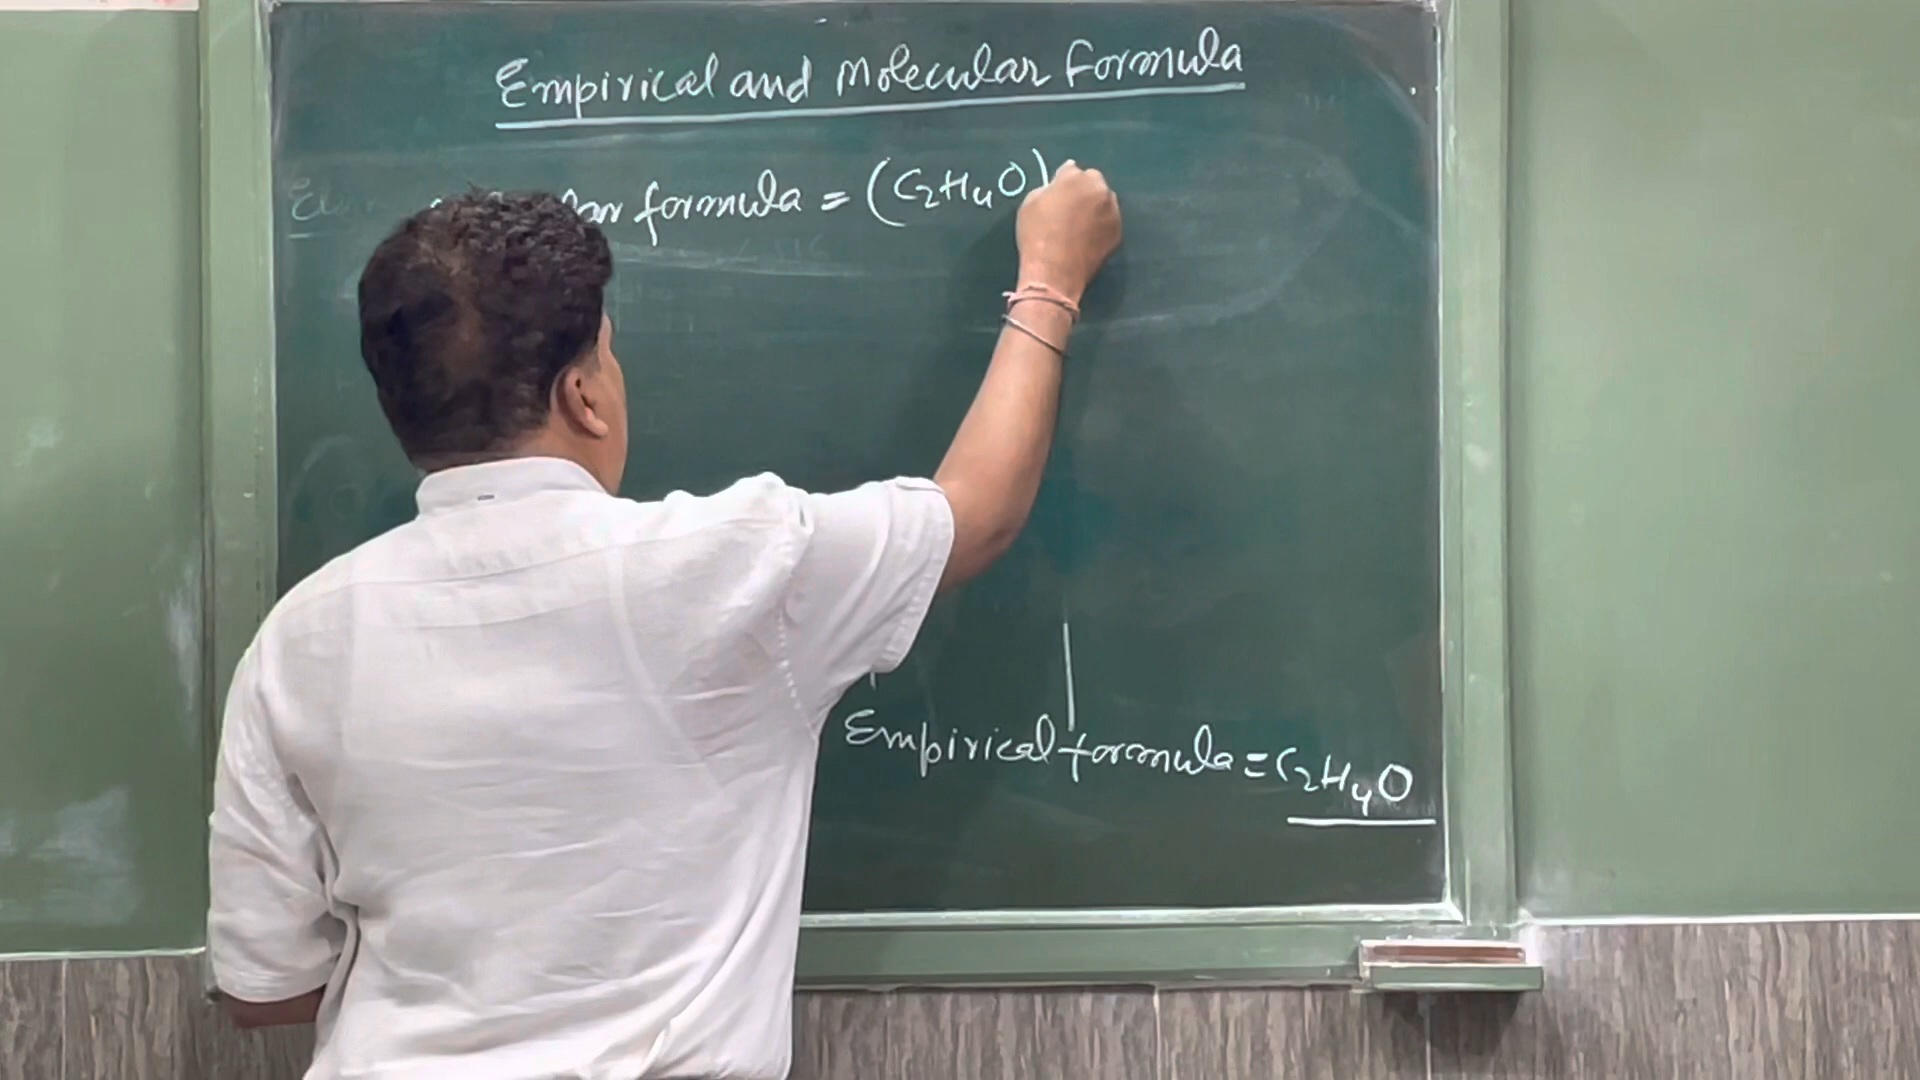 Empirical and Molecular Formula
formula = (C₂H₄O)
Empirical formula = C₂H₄O